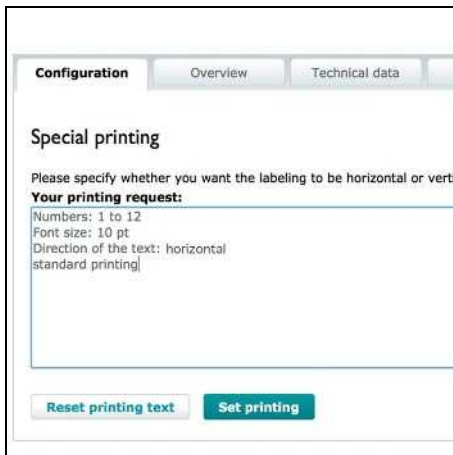 Configuration
Overview
Technical data
Special printing
Please specify whether you want the labeling to be horizontal or verti
Your printing request:
Numbers: 1 to 12
Font size: 10 pt
Direction of the text: horizontal
standard printing
Reset printing text
Set printing